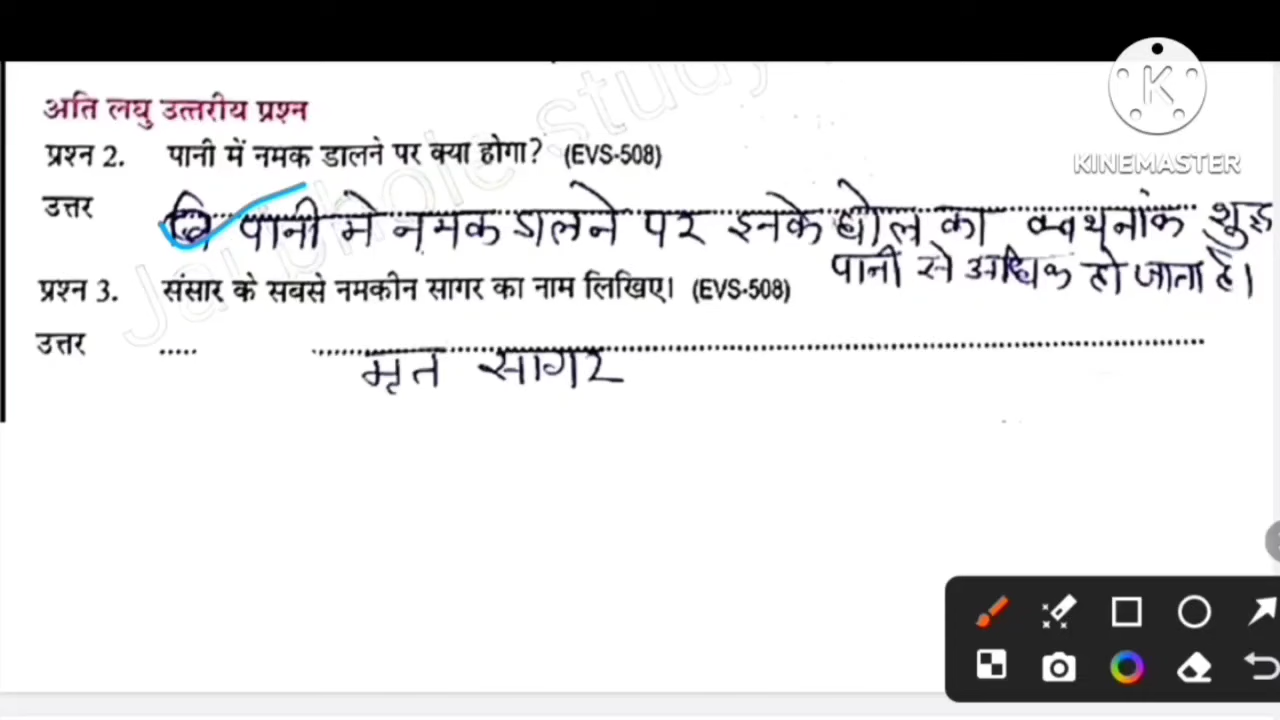 KINEMASTER
अति लघु उत्तरीय प्रश्न
प्रश्न 2. पानी में नमक डालने पर क्या होगा? (EVS-508)
उत्तर
पानी मे नमक डालने पर इनके घोल का क्वथनांक शुद्ध
पानी से अधिक हो जाता है।
प्रश्न 3. संसार के सबसे नमकीन सागर का नाम लिखिए। (EVS-508)
उत्तर
मृत सागर